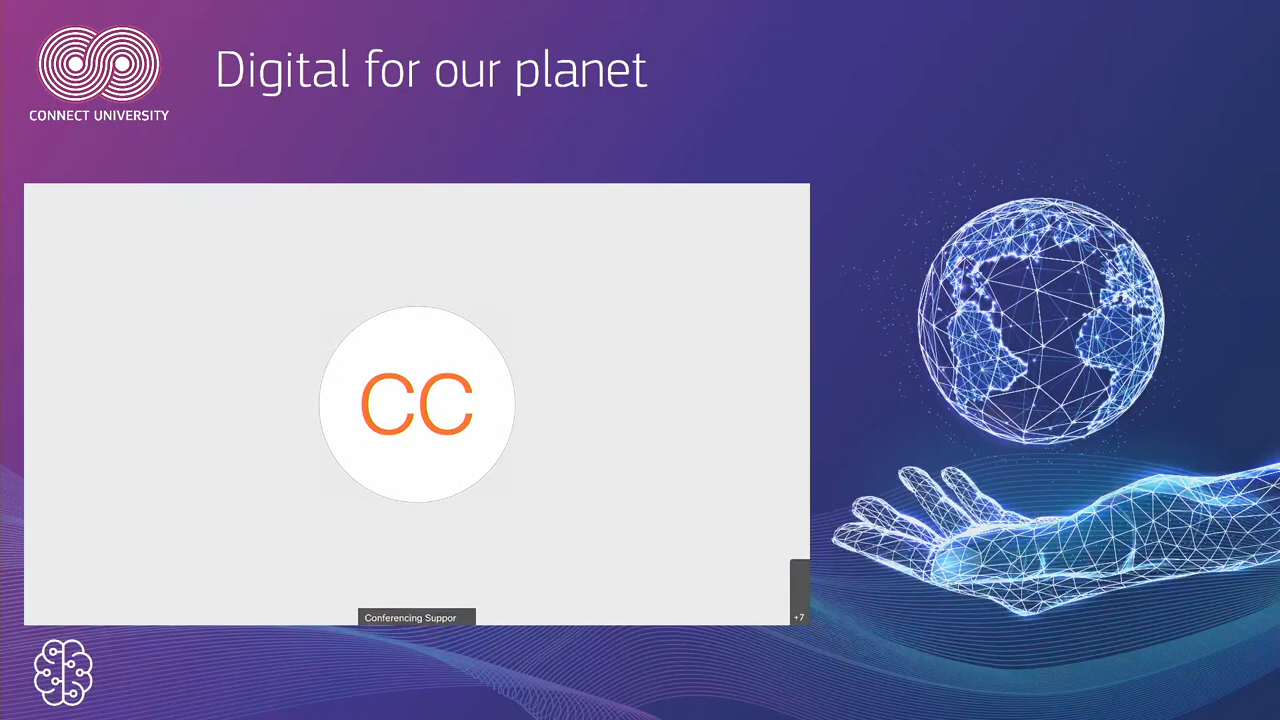 Digital for our planet
CONNECT UNIVERSITY
CC
Conferencing Suppor
+7